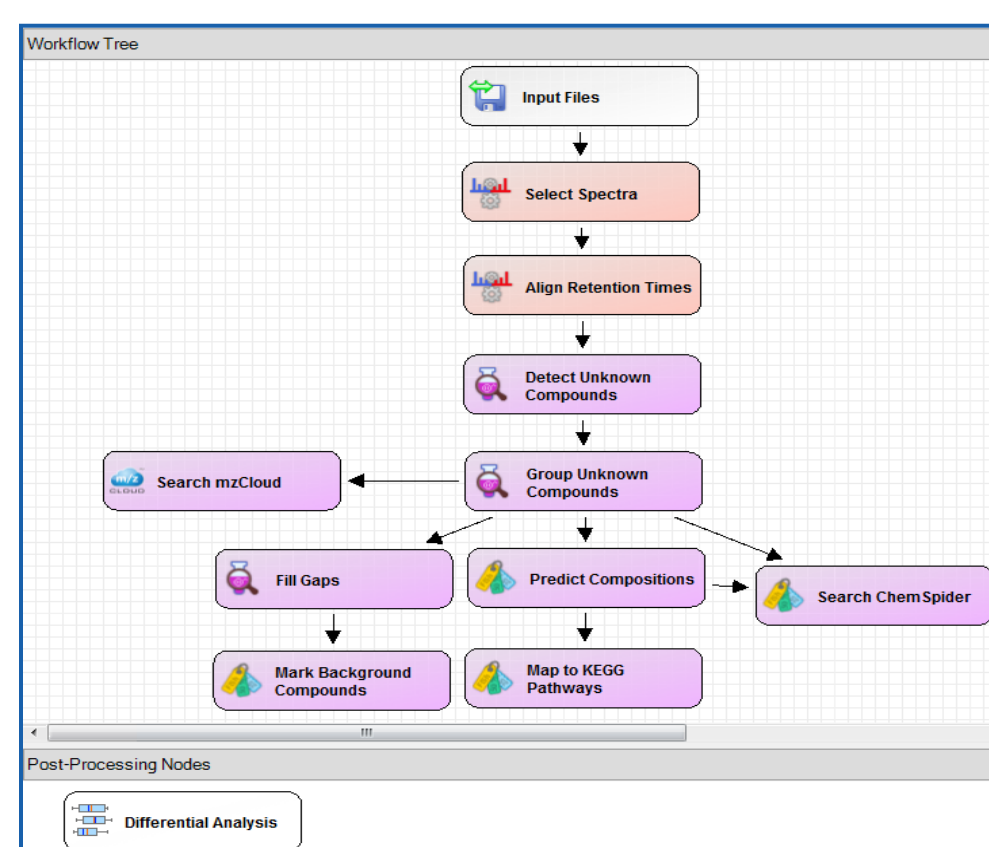 Workflow Tree
Input Files
Select Spectra
Align Retention Times
Detect Unknown
Compounds
m/z
CLOUD
Search mzCloud
Group Unknown
Compounds
Fill Gaps
Predict Compositions
Search ChemSpider
Mark Background
Compounds
Map to KEGG
Pathways
Post-Processing Nodes
Differential Analysis